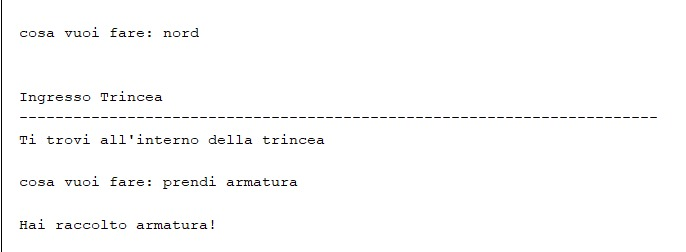 cosa vuoi fare: nord
Ingresso Trincea
-----------------------------------------------------------------------
Ti trovi all'interno della trincea
cosa vuoi fare: prendi armatura
Hai raccolto armatura!